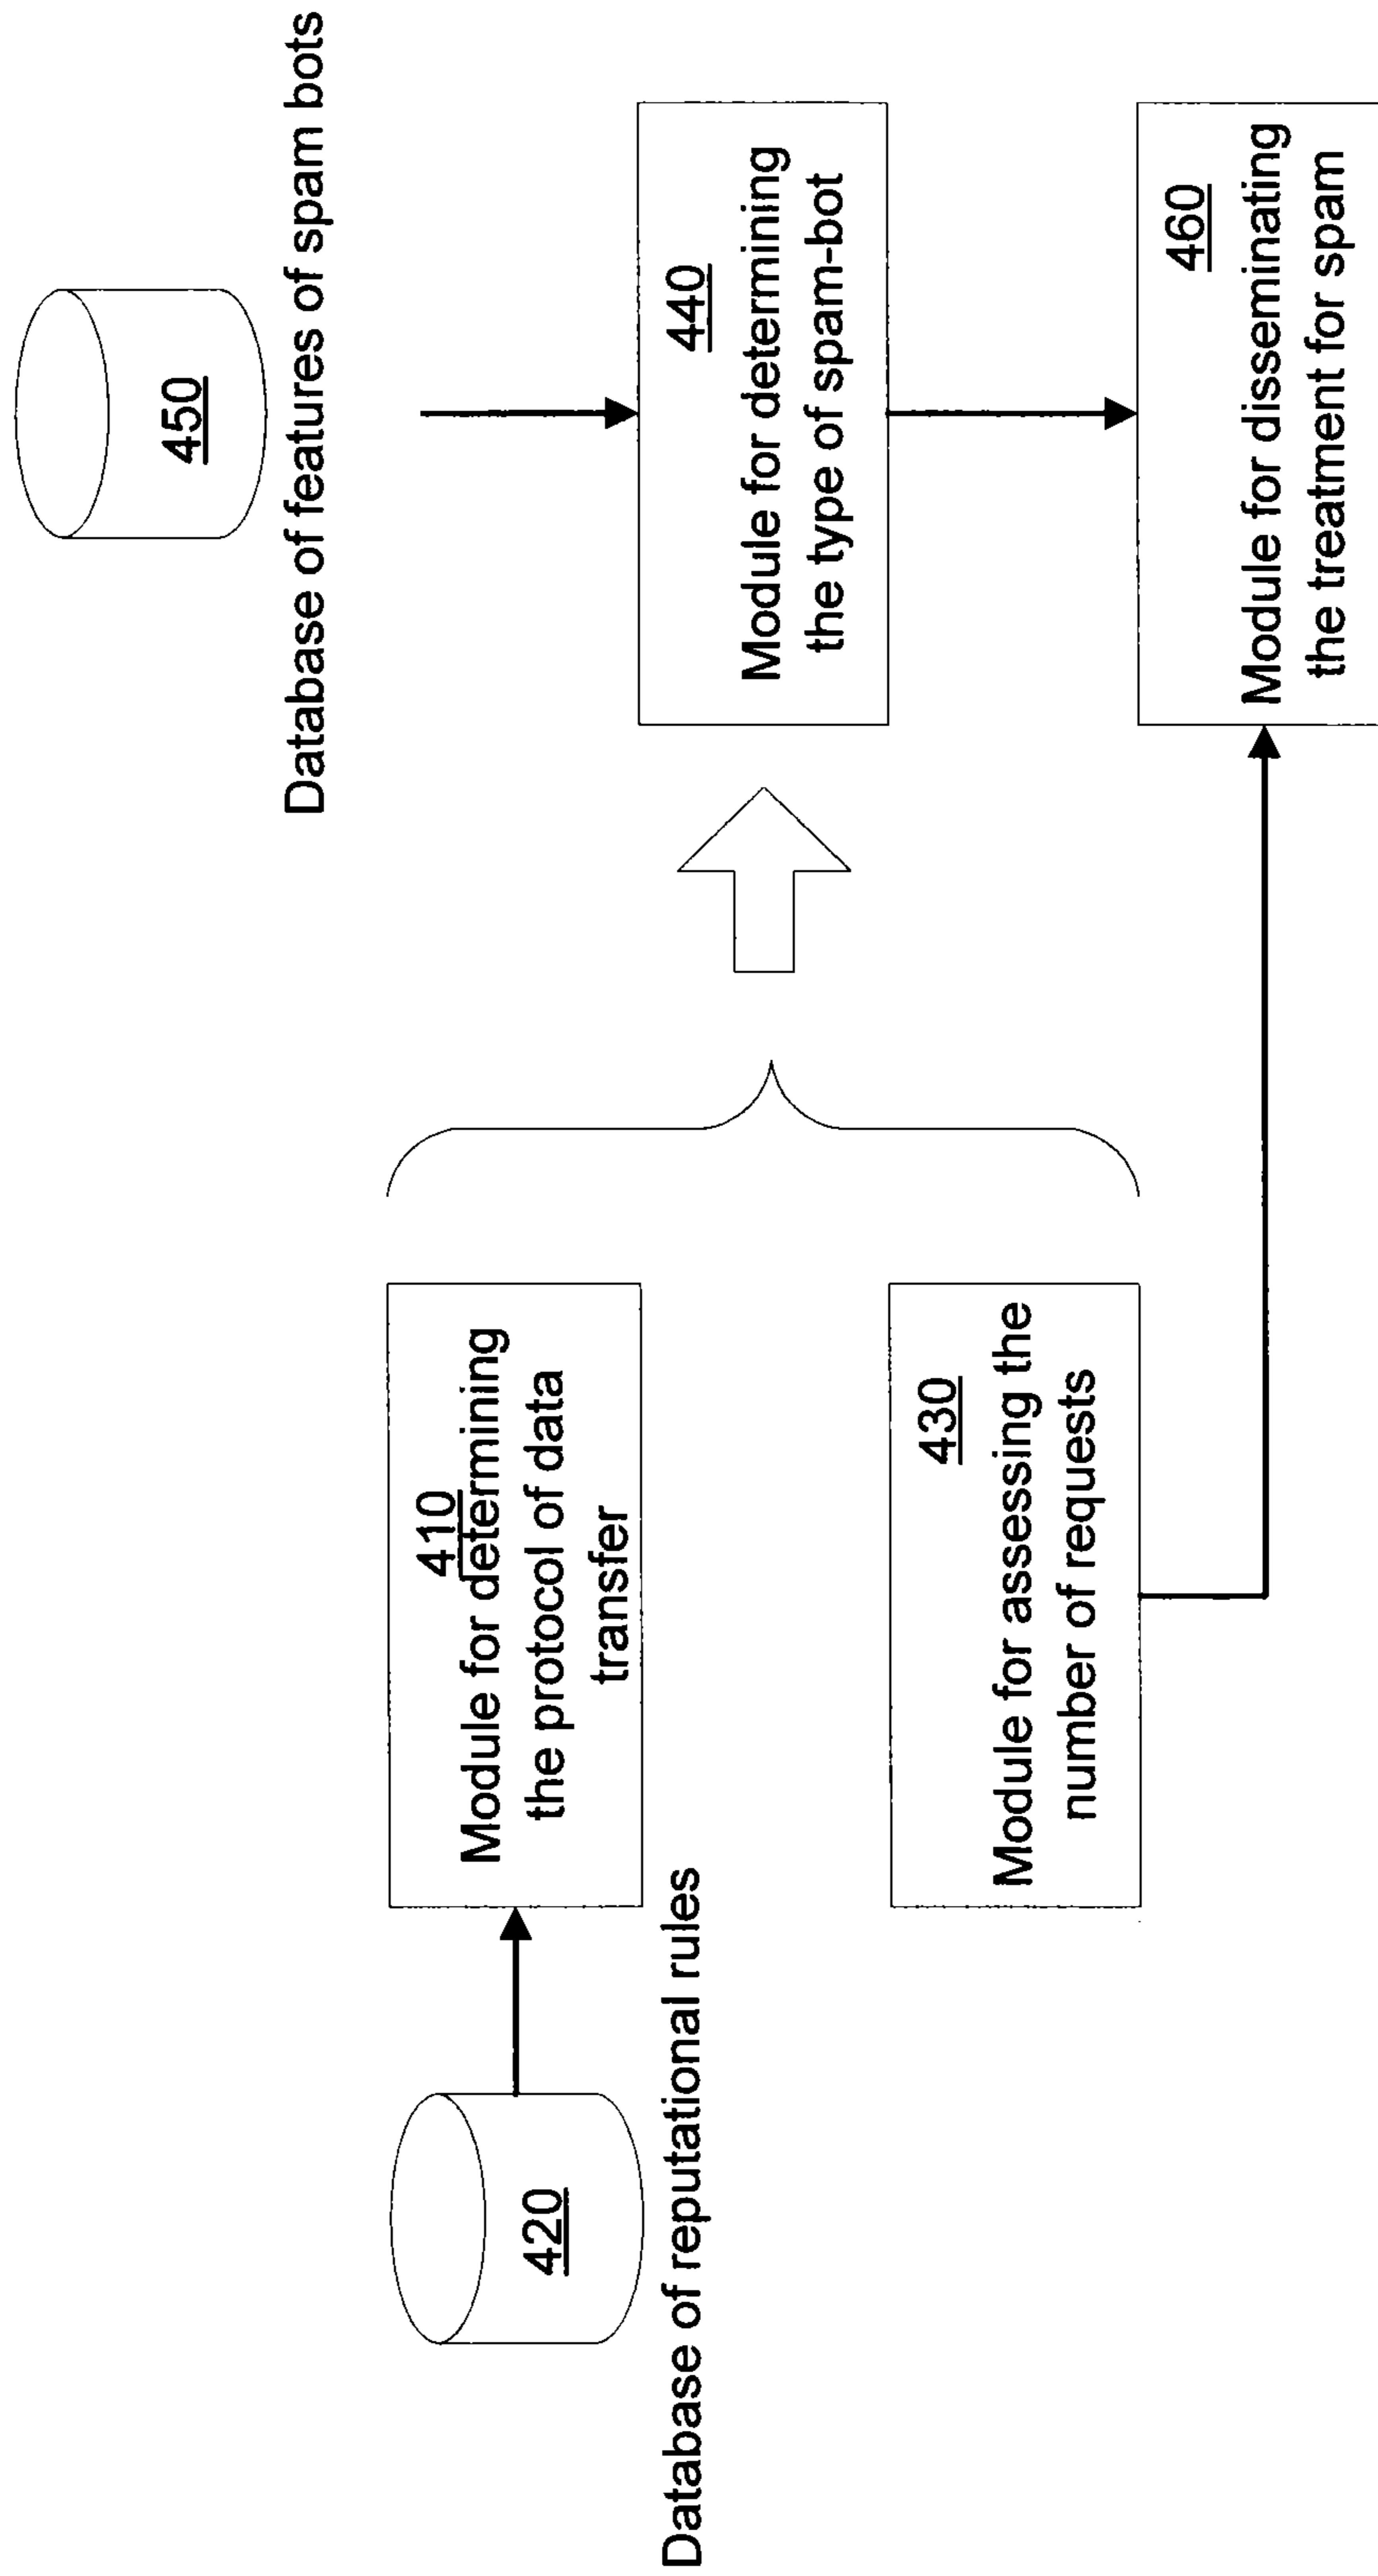 450
Database of features of spam bots
420
Database of reputational rules
410
Module for determining
the protocol of data
transfer
430
Module for assessing the
number of requests
440
Module for determining
the type of spam-bot
460
Module for disseminating
the treatment for spam